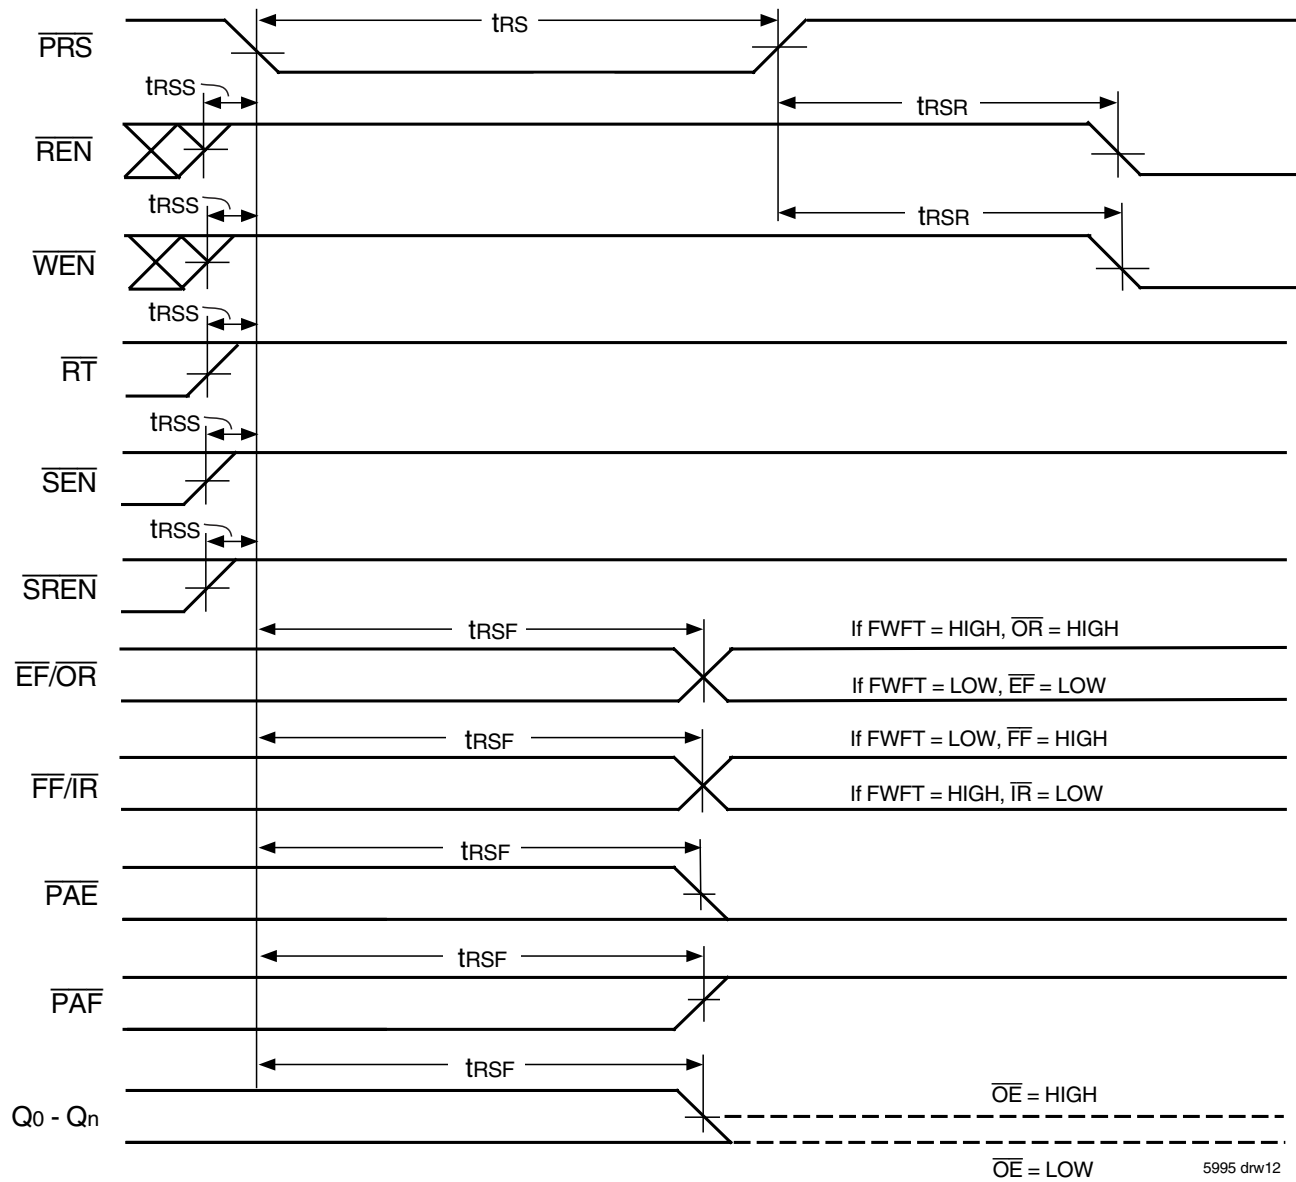 tRS
PRS
tRSS
tRSR
REN
tRSS
tRSR
WEN
tRSS
RT
tRSS
SEN
tRSS
SREN
tRSF
If FWFT = HIGH, OR = HIGH
EF/OR
If FWFT = LOW, EF = LOW
tRSF
If FWFT = LOW, FF = HIGH
FF/IR
If FWFT = HIGH, IR = LOW
tRSF
PAE
tRSF
PAF
tRSF
OE = HIGH
Q0 - Qn
OE = LOW
5995 drw12